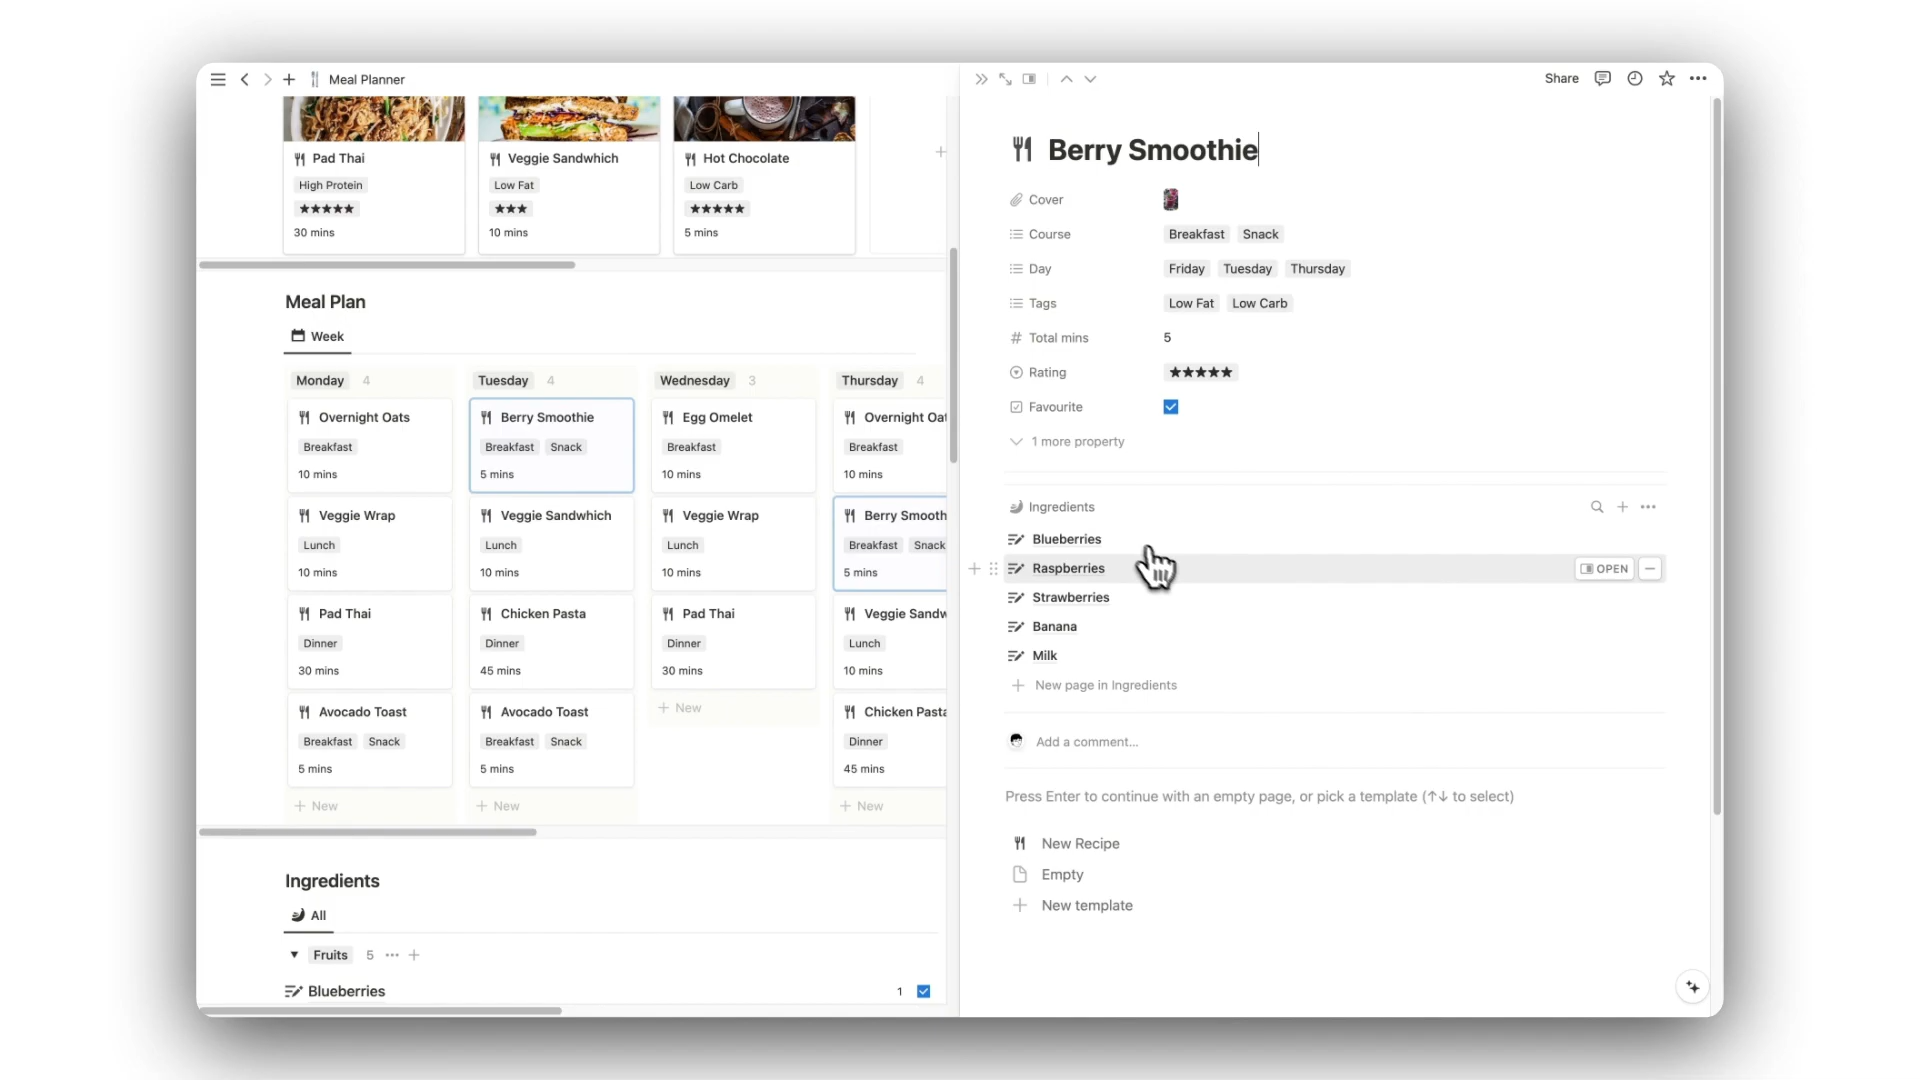 Meal Planner
Pad Thai
High Protein
★★★★★
30 mins
Veggie Sandwhich
Low Fat
★★★
10 mins
Hot Chocolate
Low Carb
★★★★★
5 mins
Meal Plan
Week
Monday 4
Overnight Oats
Breakfast
10 mins
Veggie Wrap
Lunch
10 mins
Pad Thai
Dinner
30 mins
Avocado Toast
Breakfast Snack
5 mins
+ New
Tuesday 4
Berry Smoothie
Breakfast Snack
5 mins
Veggie Sandwhich
Lunch
10 mins
Chicken Pasta
Dinner
45 mins
Avocado Toast
Breakfast Snack
5 mins
+ New
Wednesday 3
Egg Omelet
Breakfast
10 mins
Veggie Wrap
Lunch
10 mins
Pad Thai
Dinner
30 mins
+ New
Thursday 4
Overnight Oat
Breakfast
10 mins
Berry Smooth
Breakfast Snack
5 mins
Veggie Sandw
Lunch
10 mins
Chicken Pasta
Dinner
45 mins
+ New
Ingredients
All
Fruits 5
Blueberries 1
Share
Berry Smoothie
Cover
Course Breakfast Snack
Day Friday Tuesday Thursday
Tags Low Fat Low Carb
Total mins 5
Rating ★★★★★
Favourite
1 more property
Ingredients
Blueberries
Raspberries OPEN
Strawberries
Banana
Milk
+ New page in Ingredients
Add a comment...
Press Enter to continue with an empty page, or pick a template (↑↓ to select)
New Recipe
Empty
+ New template